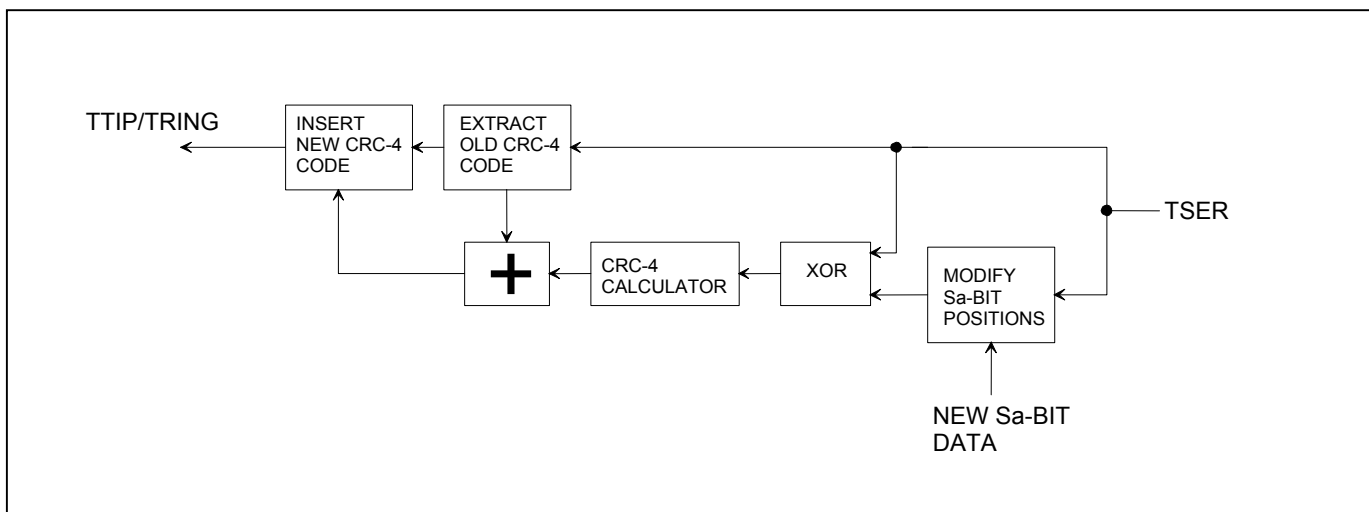 TTIP/TRING
INSERT
NEW CRC-4
CODE
EXTRACT
OLD CRC-4
CODE
TSER
+
CRC-4
CALCULATOR
XOR
MODIFY
Sa-BIT
POSITIONS
NEW Sa-BIT
DATA